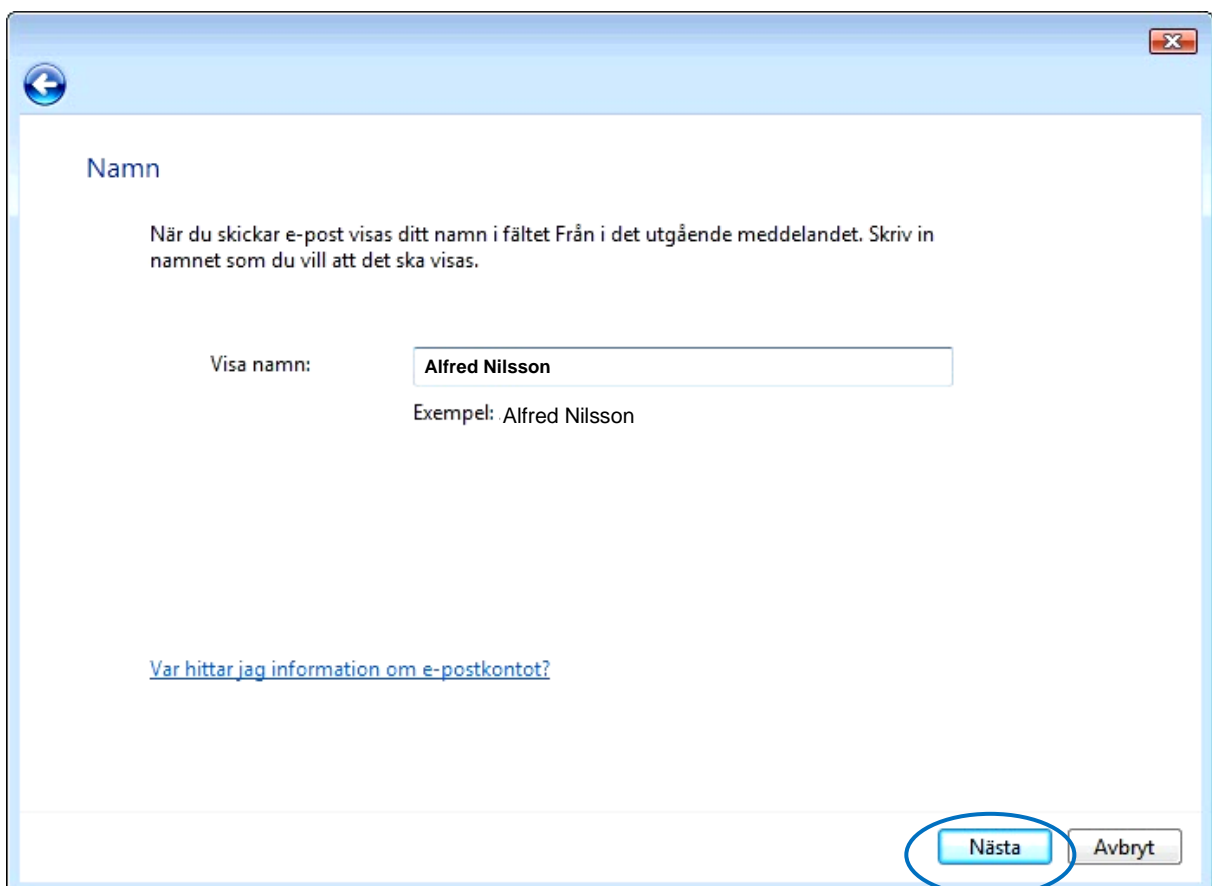 Namn
När du skickar e-post visas ditt namn i fältet Från i det utgående meddelandet. Skriv in
namnet som du vill att det ska visas.
Visa namn: Alfred Nilsson
Exempel: Alfred Nilsson
Var hittar jag information om e-postkontot?
Nästa Avbryt